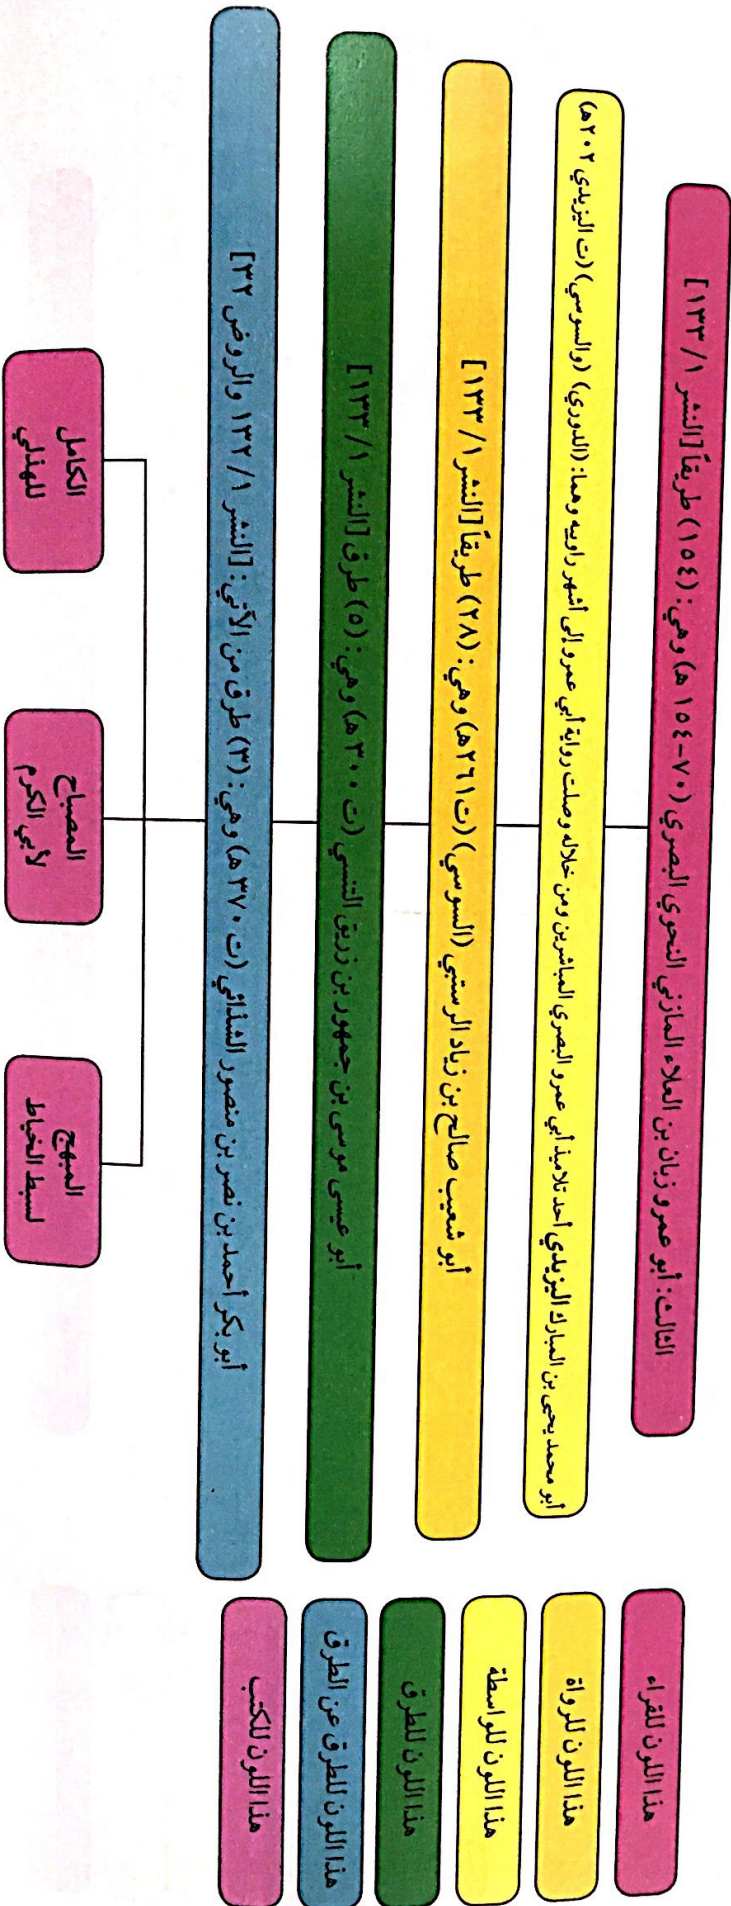 الثالث: أبو عمرو زبان بن العلاء المازني النحوي البصري (٧٠-١٥٤ هـ) وهي: (١٥٤) طريقاً [النشر ١/ ١٣٣]
أبو محمد يحيى بن المبارك اليزيدي أحد تلاميذ أبي عمرو البصري المباشرين ومن خلاله وصلت رواية أبي عمرو إلى أشهر راوييه وهما: (الدوري) (والسوسي) (ت اليزيدي ٢٠٢هـ)
أبو شعيب صالح بن زياد الرستبي (السوسي) (ت ٢٦١هـ) وهي: (٢٨) طريقاً [النشر ١/ ١٣٣]
أبو عيسى موسى بن جمهور بن زريق التنسي (ت ٣٠٠هـ) وهي: (٥) طرق [النشر ١/ ١٣٣]
أبو بكر أحمد بن نصر بن منصور الشذائي (ت ٣٧٠هـ) وهي: (٣) طرق من الآتي: [النشر ١/ ١٣٢ والروض ٣٢]
المبهج
لسبط الخياط
المصباح
لأبي الكرم
الكامل
للهذلي
هذا اللون للقراء
هذا اللون للرواة
هذا اللون للواسطة
هذا اللون للطرق
هذا اللون للطرق عن الطرق
هذا اللون للكتب